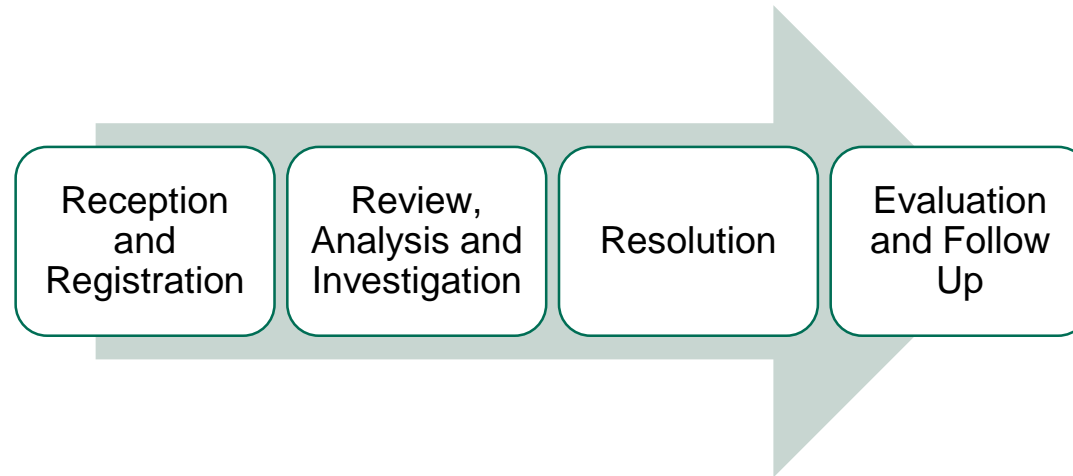 Reception
and
Registration
Review,
Analysis and
Investigation
Resolution
Evaluation
and Follow
Up